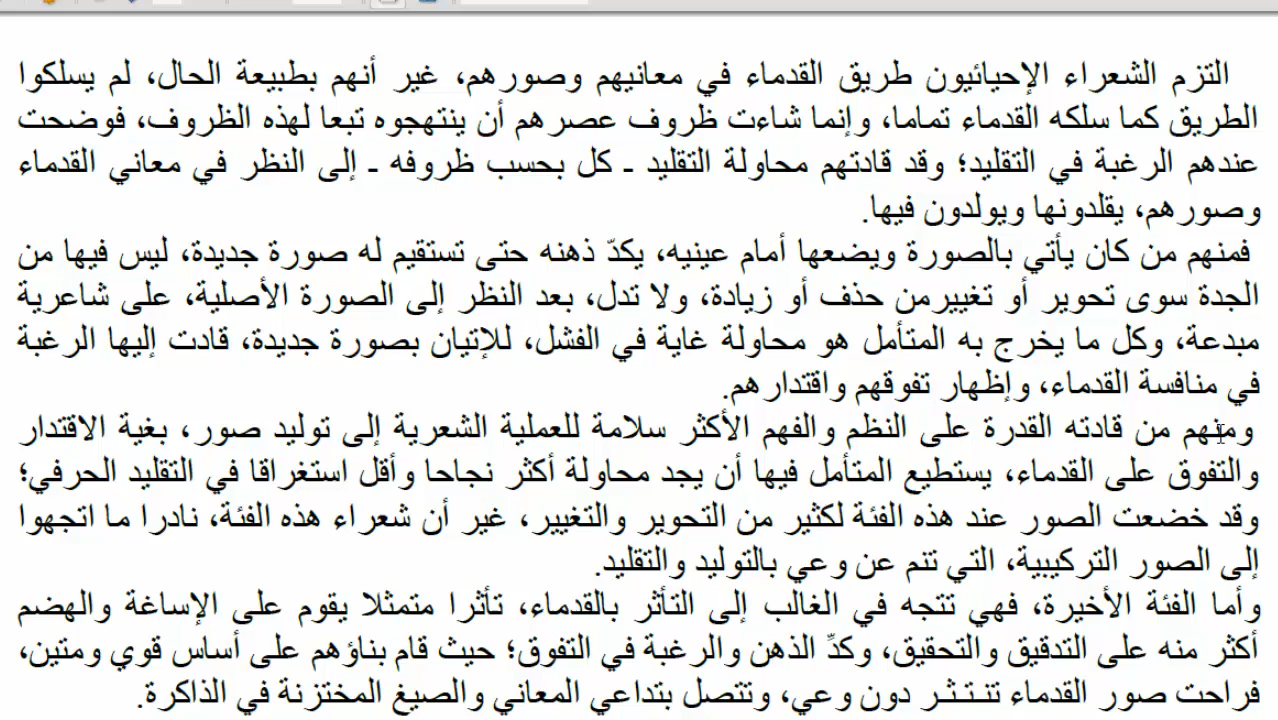 التزم الشعراء الإحيائيون طريق القدماء في معانيهم وصورهم، غير أنهم بطبيعة الحال، لم يسلكوا
الطريق كما سلكه القدماء تماما، وإنما شاءت ظروف عصرهم أن ينتهجوه تبعا لهذه الظروف، فوضحت
عندهم الرغبة في التقليد؛ وقد قادتهم محاولة التقليد ـ كل بحسب ظروفه ـ إلى النظر في معاني القدماء
وصورهم، يقلدونها ويولدون فيها.
فمنهم من كان يأتي بالصورة ويضعها أمام عينيه، يكدّ ذهنه حتى تستقيم له صورة جديدة، ليس فيها من
الجدة سوى تحوير أو تغييرمن حذف أو زيادة، ولا تدل، بعد النظر إلى الصورة الأصلية، على شاعرية
مبدعة، وكل ما يخرج به المتأمل هو محاولة غاية في الفشل، للإتيان بصورة جديدة، قادت إليها الرغبة
في منافسة القدماء، وإظهار تفوقهم واقتدارهم.
ومنهم من قادته القدرة على النظم والفهم الأكثر سلامة للعملية الشعرية إلى توليد صور، بغية الاقتدار
والتفوق على القدماء، يستطيع المتأمل فيها أن يجد محاولة أكثر نجاحا وأقل استغراقا في التقليد الحرفي؛
وقد خضعت الصور عند هذه الفئة لكثير من التحوير والتغيير، غير أن شعراء هذه الفئة، نادرا ما اتجهوا
إلى الصور التركيبية، التي تنم عن وعي بالتوليد والتقليد.
وأما الفئة الأخيرة، فهي تتجه في الغالب إلى التأثر بالقدماء، تأثرا متمثلا يقوم على الإساغة والهضم
أكثر منه على التدقيق والتحقيق، وكدِّ الذهن والرغبة في التفوق؛ حيث قام بناؤهم على أساس قوي ومتين،
فراحت صور القدماء تنـتـثـر دون وعي، وتتصل بتداعي المعاني والصيغ المختزنة في الذاكرة.